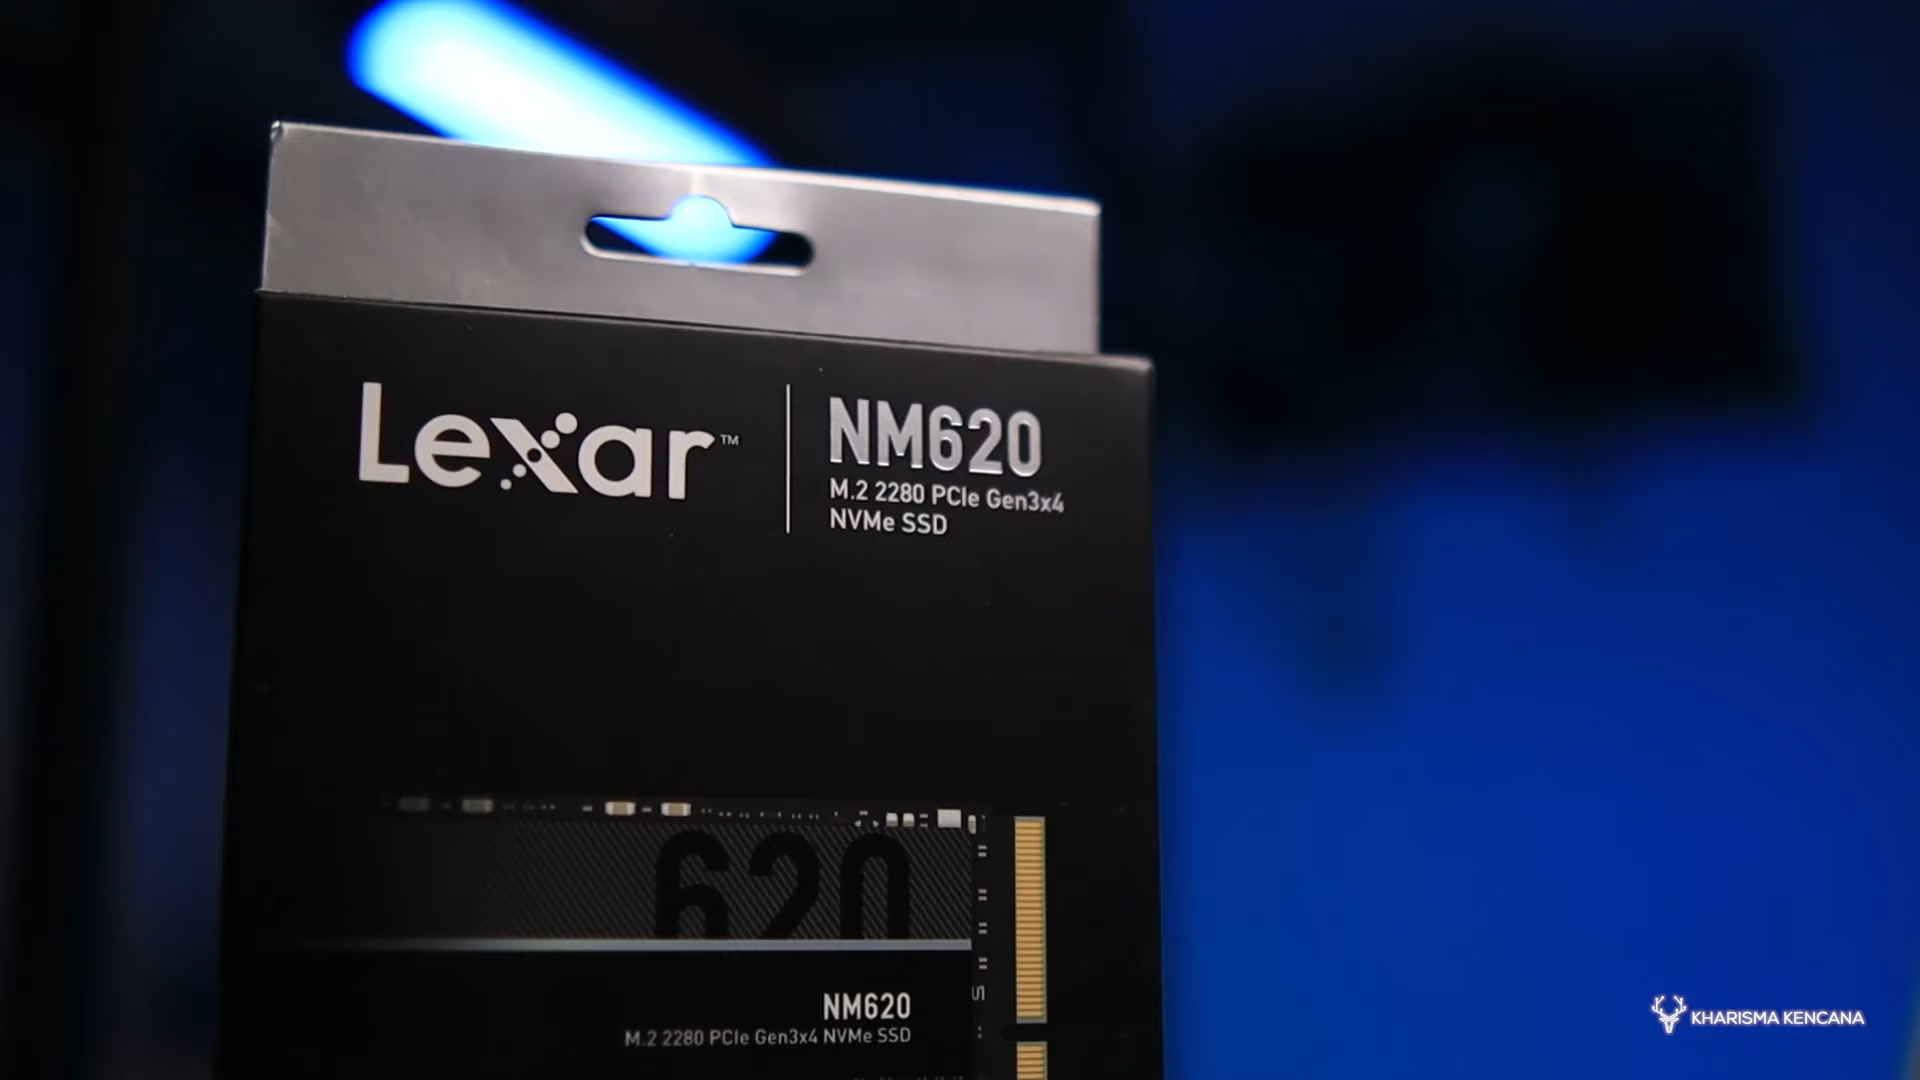 Lexar™
NM620
M.2 2280 PCIe Gen3x4
NVMe SSD
620
NM620
M.2 2280 PCIe Gen3x4 NVMe SSD
KHARISMA KENCANA